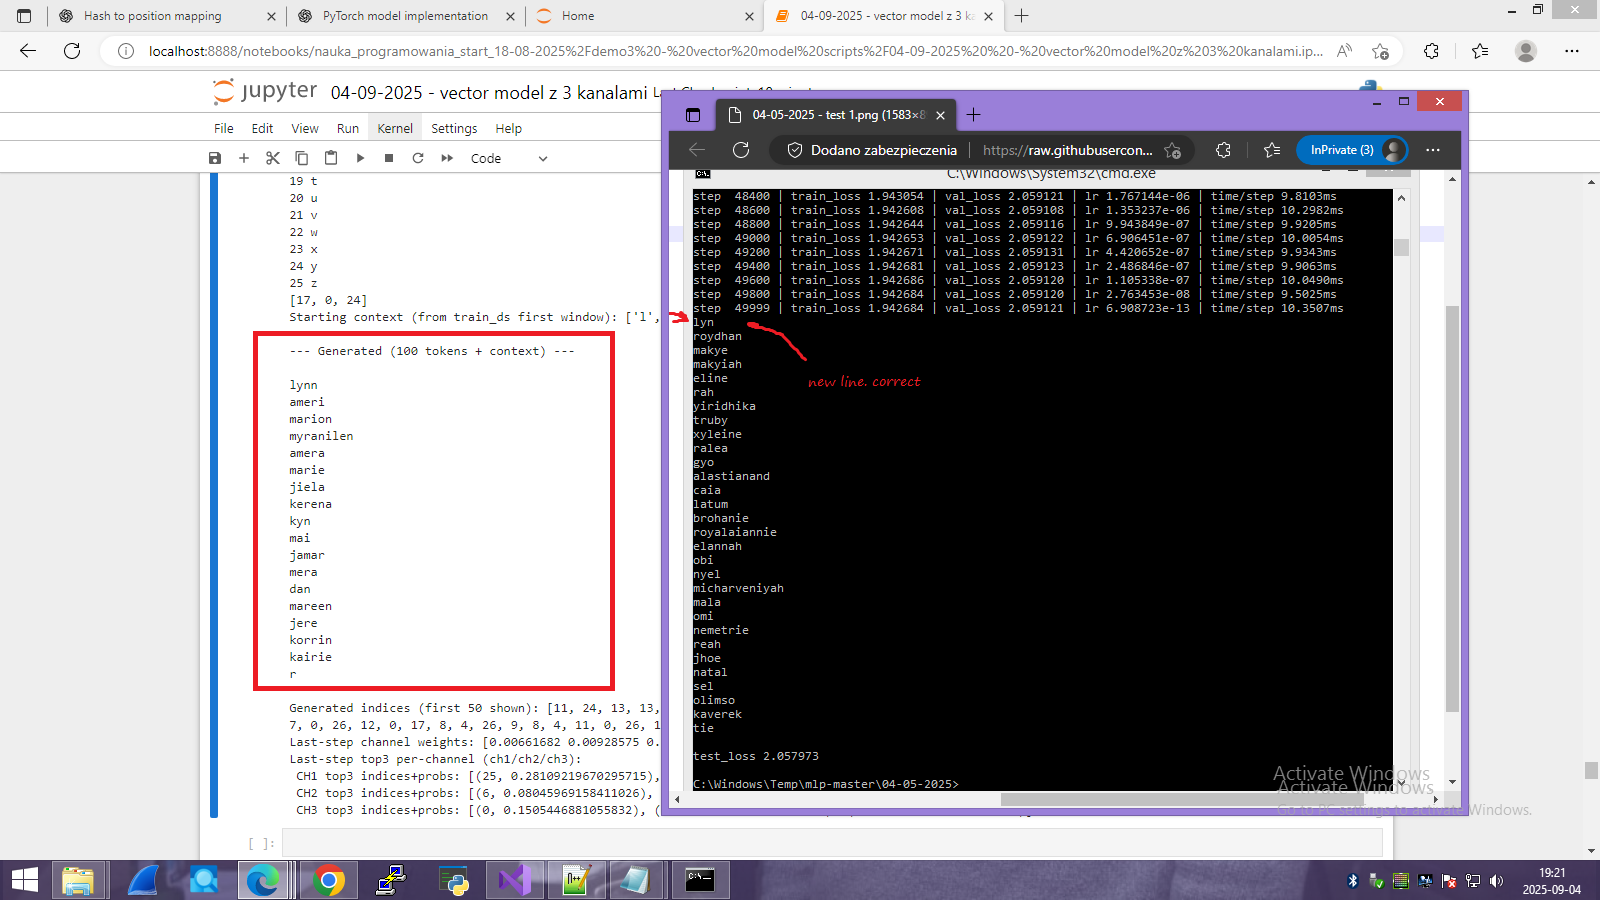 Hash to position mapping
PyTorch model implementation
Home
04-09-2025 - vector model z 3 ka
localhost:8888/notebooks/nauka_programowania_start_18-08-2025%2Fdemo3%20-%20vector%20model%20scripts%2F04-09-2025%20%20-%20vector%20model%20z%203%20kanalami.ip...
jupyter 04-09-2025 - vector model z 3 kanalami
File Edit View Run Kernel Settings Help
Code
19 t
20 u
21 v
22 w
23 x
24 y
25 z
[17, 0, 24]
Starting context (from train_ds first window): ['l',
--- Generated (100 tokens + context) ---
lynn
ameri
marion
myranilen
amera
marie
jiela
kerena
kyn
mai
jamar
mera
dan
mareen
jere
korrin
kairie
r
Generated indices (first 50 shown): [11, 24, 13, 13,
7, 0, 26, 12, 0, 17, 8, 4, 26, 9, 8, 4, 11, 0, 26, 1
Last-step channel weights: [0.00661682 0.00928575 0.
Last-step top3 per-channel (ch1/ch2/ch3):
CH1 top3 indices+probs: [(25, 0.28109219670295715),
CH2 top3 indices+probs: [(6, 0.08045969158411026),
CH3 top3 indices+probs: [(0, 0.1505446881055832), (
[ ]:
04-05-2025 - test 1.png (1583×8
Dodano zabezpieczenia
https://raw.githubusercon...
InPrivate (3)
C:\Windows\System32\cmd.exe
step 48400 | train_loss 1.943054 | val_loss 2.059121 | lr 1.767144e-06 | time/step 9.8103ms
step 48600 | train_loss 1.942608 | val_loss 2.059108 | lr 1.353237e-06 | time/step 10.2982ms
step 48800 | train_loss 1.942644 | val_loss 2.059116 | lr 9.943849e-07 | time/step 9.9205ms
step 49000 | train_loss 1.942653 | val_loss 2.059122 | lr 6.906451e-07 | time/step 10.0054ms
step 49200 | train_loss 1.942671 | val_loss 2.059131 | lr 4.420652e-07 | time/step 9.9343ms
step 49400 | train_loss 1.942681 | val_loss 2.059123 | lr 2.486846e-07 | time/step 9.9063ms
step 49600 | train_loss 1.942686 | val_loss 2.059120 | lr 1.105338e-07 | time/step 10.0490ms
step 49800 | train_loss 1.942684 | val_loss 2.059120 | lr 2.763453e-08 | time/step 9.5025ms
step 49999 | train_loss 1.942684 | val_loss 2.059121 | lr 6.908723e-13 | time/step 10.3507ms
lyn
roydhan
makye
makyiah
eline
rah
yiridhika
truby
xyleine
ralea
gyo
alastianand
caia
latum
brohanie
royalaiannie
elannah
obi
nyel
micharveniyah
mala
omi
nemetrie
reah
jhoe
natal
sel
olimso
kaverek
tie
new line. correct
test_loss 2.057973
C:\Windows\Temp\mlp-master\04-05-2025>
Activate Windows
Activate Windows
Go to PC settings to activate Windows.
19:21
2025-09-04